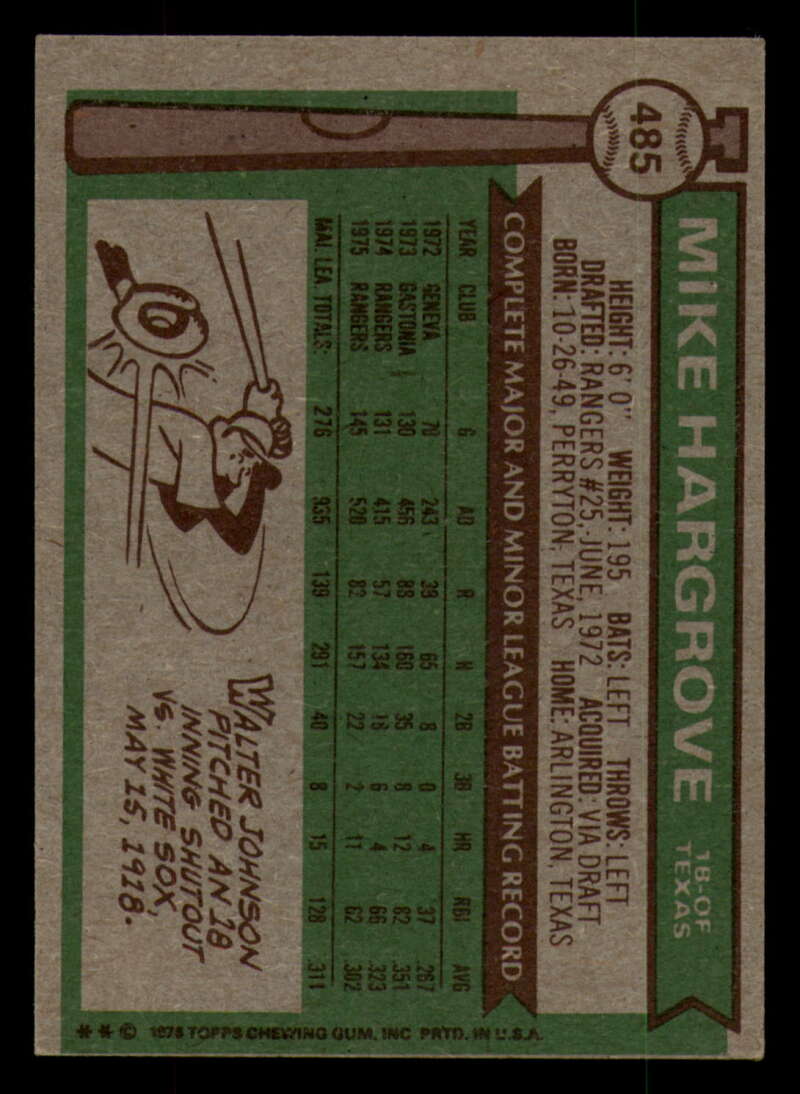 485
MIKE HARGROVE
1B-OF
TEXAS
HEIGHT: 6' 0" WEIGHT: 195 BATS: LEFT THROWS: LEFT
DRAFTED: RANGERS #25, JUNE, 1972 ACQUIRED: VIA DRAFT
BORN: 10-26-49, PERRYTON, TEXAS HOME: ARLINGTON, TEXAS
COMPLETE MAJOR AND MINOR LEAGUE BATTING RECORD
YEAR CLUB G AB R H 2B 3B HR RBI AVG
1972 GENEVA 70 243 39 65 8 0 4 37 .267
1973 GASTONIA 130 456 88 160 35 8 12 82 .351
1974 RANGERS 131 415 57 134 18 6 4 66 .323
1975 RANGERS 145 520 82 157 22 2 11 62 .302
MAJ. LEA. TOTALS: 276 935 139 291 40 8 15 128 .311
WALTER JOHNSON
PITCHED AN 18
INNING SHUTOUT
VS. WHITE SOX,
MAY 15, 1918.
** © 1976 TOPPS CHEWING GUM, INC PRTD. IN U.S.A.